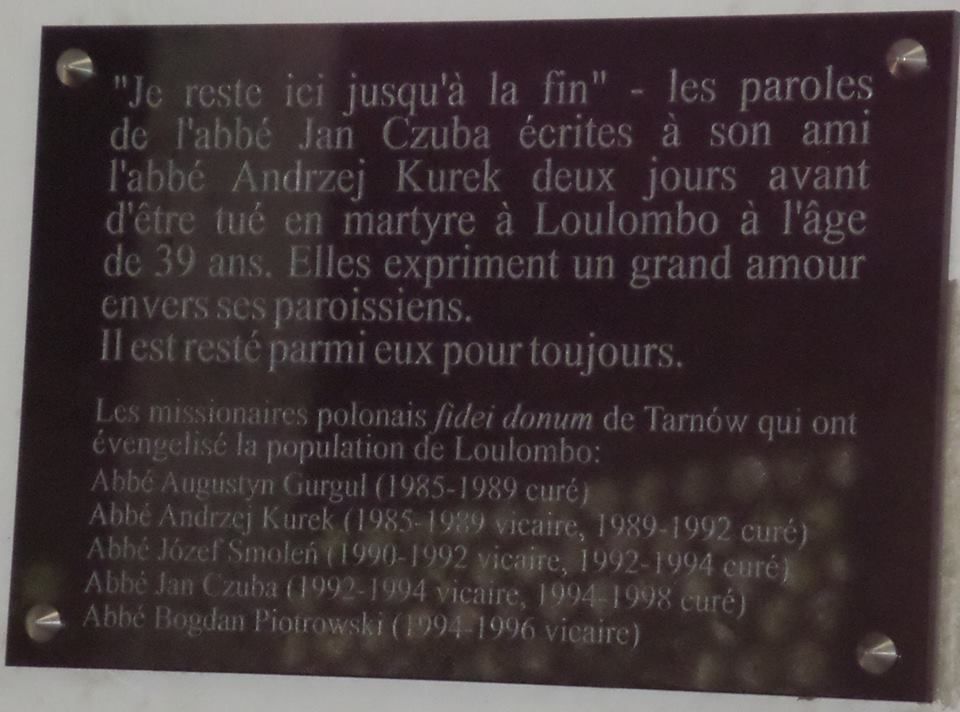 "Je reste ici jusqu'à la fin" - les paroles
de l'abbé Jan Czuba écrites à son ami
l'abbé Andrzej Kurek deux jours avant
d'être tué en martyre à Loulombo à l'âge
de 39 ans. Elles expriment un grand amour
envers ses paroissiens.
Il est resté parmi eux pour toujours.
Les missionaires polonais fidei donum de Tarnów qui ont
évengelisé la population de Loulombo:
Abbé Augustyn Gurgul (1985-1989 curé)
Abbé Andrzej Kurek (1985-1989 vicaire, 1989-1992 curé)
Abbé Józef Smoleń (1990-1992 vicaire, 1992-1994 curé)
Abbé Jan Czuba (1992-1994 vicaire, 1994-1998 curé)
Abbé Bogdan Piotrowski (1994-1996 vicaire)